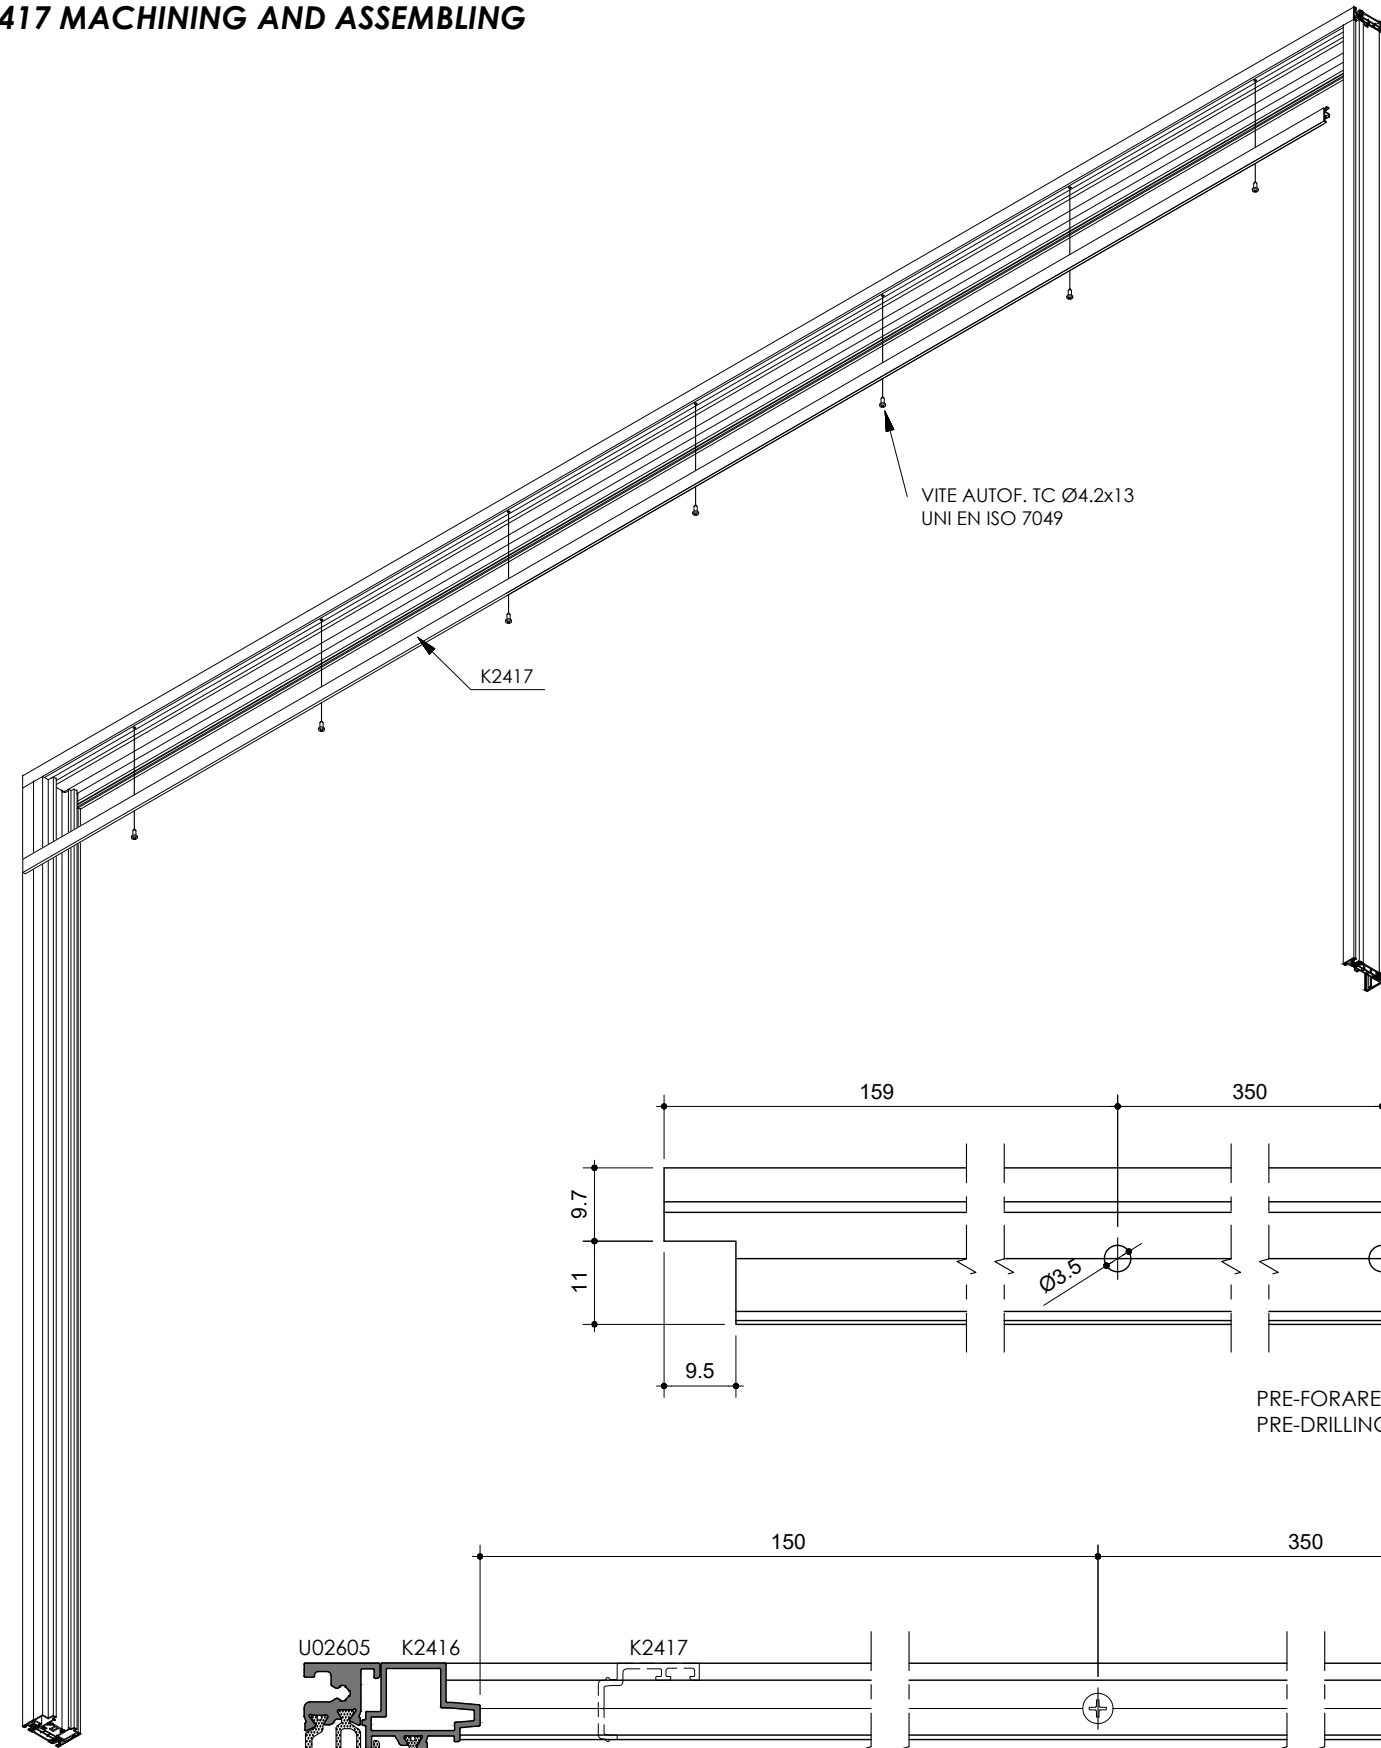 417 MACHINING AND ASSEMBLING
VITE AUTOF. TC Ø4.2x13
UNI EN ISO 7049
K2417
159
350
9.7
11
Ø3.5
9.5
PRE-FORARE
PRE-DRILLING
150
350
U02605
K2416
K2417